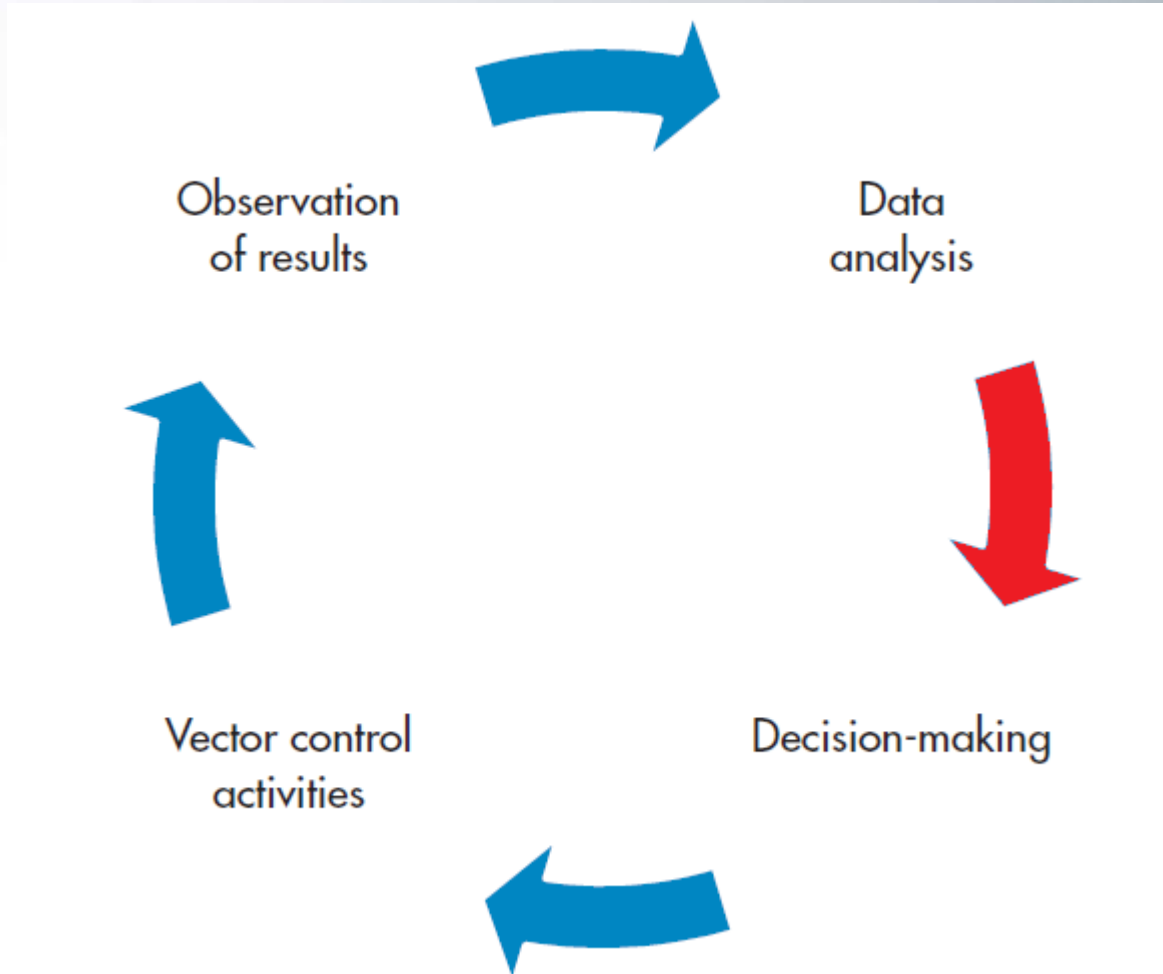 Observation
of results
Data
analysis
Vector control
activities
Decision-making